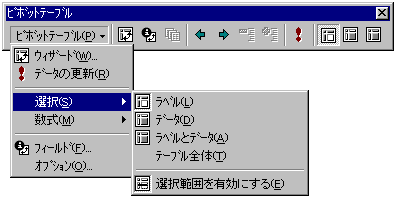 ﾋﾟﾎﾞｯﾄﾃｰﾌﾞﾙ
ﾋﾟﾎﾞｯﾄﾃｰﾌﾞﾙ(P)
ｳｨｻﾞｰﾄﾞ(W)...
ﾃﾞｰﾀの更新(R)
選択(S)
数式(M)
ﾌｨｰﾙﾄﾞ(F)...
ｵﾌﾟｼｮﾝ(O)...
ﾗﾍﾞﾙ(L)
ﾃﾞｰﾀ(D)
ﾗﾍﾞﾙとﾃﾞｰﾀ(A)
ﾃｰﾌﾞﾙ全体(T)
選択範囲を有効にする(E)